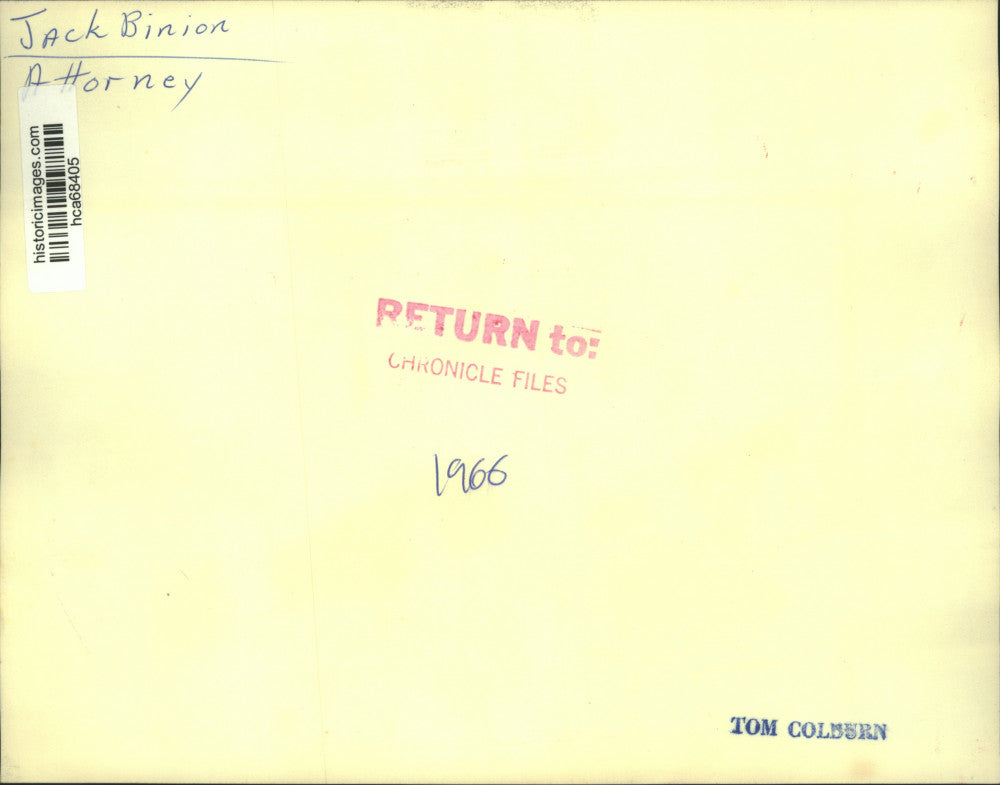 Jack Binion
Attorney
historicimages.com
hca68405
RETURN to:
CHRONICLE FILES
1966
TOM COLBURN